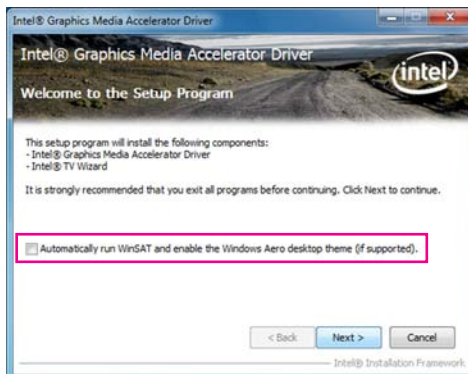 Intel® Graphics Media Accelerator Driver
Intel® Graphics Media Accelerator Driver
intel
Welcome to the Setup Program
This setup program will install the following components:
- Intel® Graphics Media Accelerator Driver
- Intel® TV Wizard
It is strongly recommended that you exit all programs before continuing. Click Next to continue.
Automatically run WinSAT and enable the Windows Aero desktop theme (if supported).
< Back Next > Cancel
Intel® Installation Framework